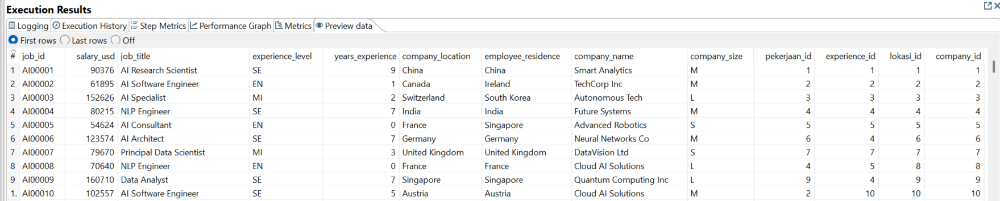 Execution Results
Logging Execution History Step Metrics Performance Graph Metrics Preview data
First rows Last rows Off
# job_id salary_usd job_title experience_level years_experience company_location employee_residence company_name company_size pekerjaan_id experience_id lokasi_id company_id
1 AI00001 90376 AI Research Scientist SE 9 China China Smart Analytics M 1 1 1 1
2 AI00002 61895 AI Software Engineer EN 1 Canada Ireland TechCorp Inc M 2 2 2 2
3 AI00003 152626 AI Specialist MI 2 Switzerland South Korea Autonomous Tech L 3 3 3 3
4 AI00004 80215 NLP Engineer SE 7 India India Future Systems M 4 4 4 4
5 AI00005 54624 AI Consultant EN 0 France Singapore Advanced Robotics S 5 5 5 5
6 AI00006 123574 AI Architect SE 7 Germany Germany Neural Networks Co M 6 4 6 6
7 AI00007 79670 Principal Data Scientist MI 3 United Kingdom United Kingdom DataVision Ltd S 7 7 7 7
8 AI00008 70640 NLP Engineer EN 0 France France Cloud AI Solutions L 4 5 8 8
9 AI00009 160710 Data Analyst SE 7 Singapore Singapore Quantum Computing Inc L 9 4 9 9
1. AI00010 102557 AI Software Engineer SE 5 Austria Austria Cloud AI Solutions M 2 10 10 10